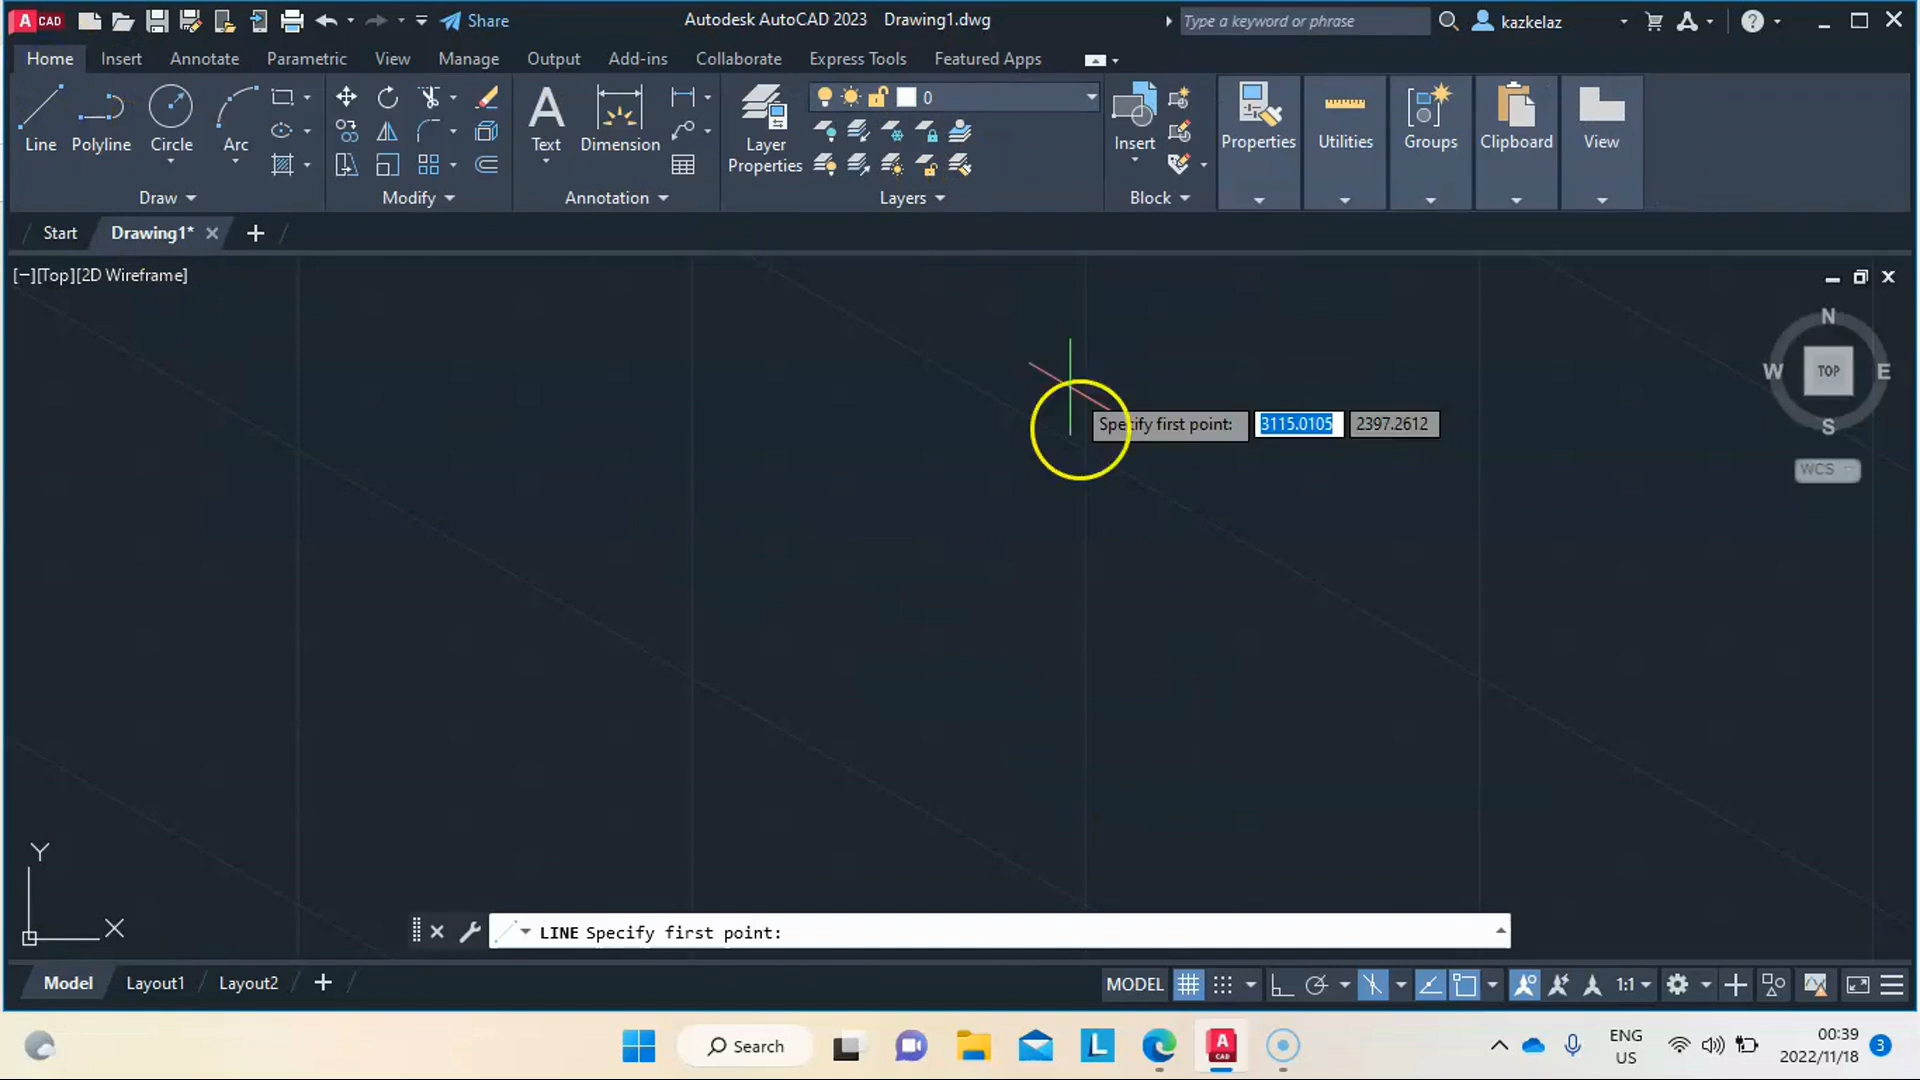 A CAD Share Autodesk AutoCAD 2023 Drawing1.dwg Type a keyword or phrase kazkelaz ?
Home Insert Annotate Parametric View Manage Output Add-ins Collaborate Express Tools Featured Apps
0
Line Polyline Circle Arc A Text Dimension Layer Properties Insert Properties Utilities Groups Clipboard View
Draw Modify Annotation Layers Block
Start Drawing1* +
[−][Top][2D Wireframe]
N
W TOP E
S
WCS
Specify first point: 3115.0105 2397.2612
Y
X
LINE Specify first point:
Model Layout1 Layout2 + MODEL 1:1
Search L A CAD ENG US 00:39 2022/11/18 3